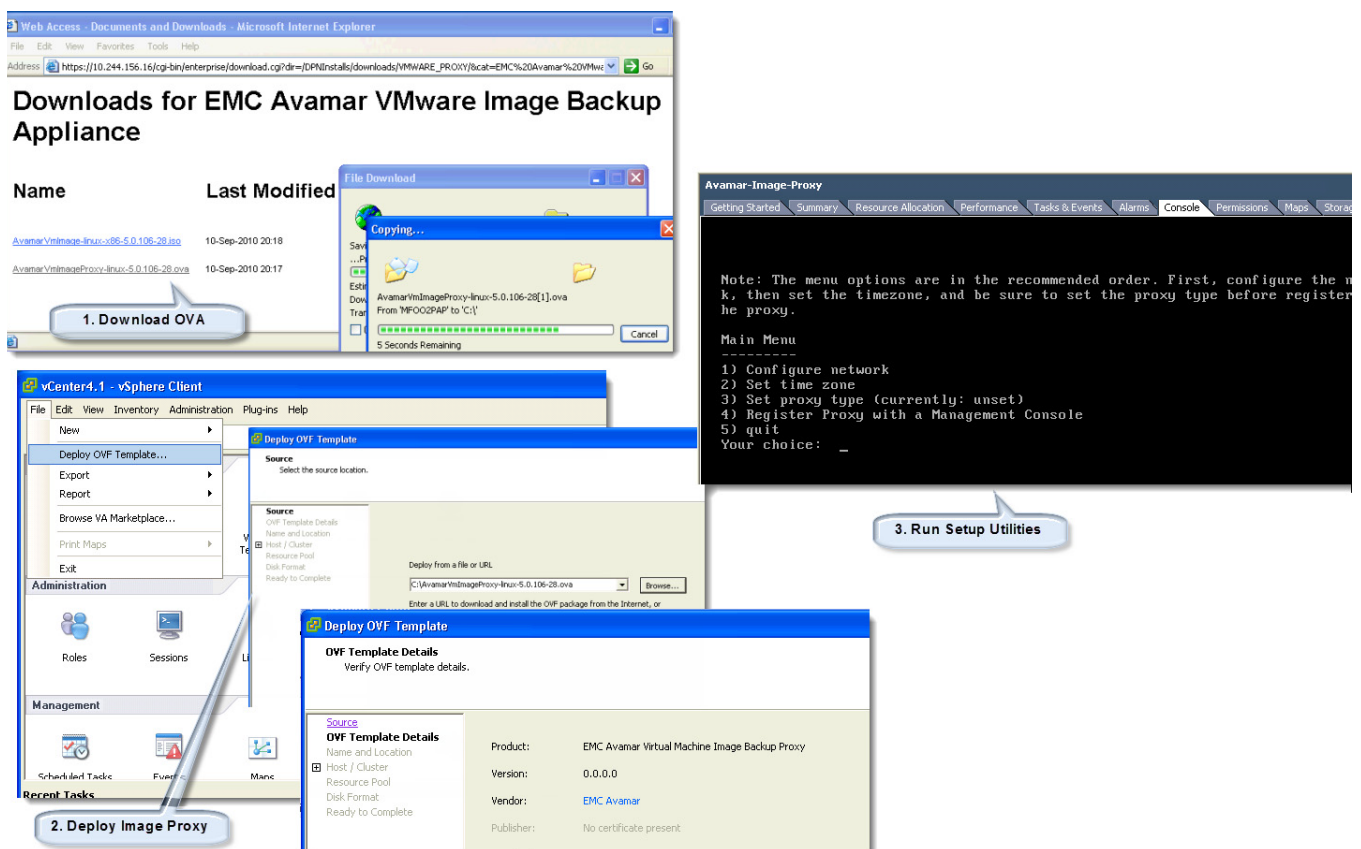 Web Access - Documents and Downloads - Microsoft Internet Explorer
File Edit View Favorites Tools Help
Address https://10.244.156.16/cgi-bin/enterprise/download.cgi?dir=/DPNInstalls/downloads/VMWARE_PROXY/&cat=EMC%20Avamar%20VMwa Go
Downloads for EMC Avamar VMware Image Backup
Appliance
Name Last Modified
AvamarVmImage-linux-x86-5.0.106-28.iso 10-Sep-2010 20:18
AvamarVmImageProxy-linux-5.0.106-28.ova 10-Sep-2010 20:17
1. Download OVA
File Download
Savi
...P
Esti
Dow
Tran
Copying...
AvamarVmImageProxy-linux-5.0.106-28[1].ova
From 'MFOO2PAP' to 'C:\'
Cancel
5 Seconds Remaining
vCenter4.1 - vSphere Client
File Edit View Inventory Administration Plug-ins Help
New
Deploy OVF Template...
Export
Report
Browse VA Marketplace...
Print Maps
Exit
V
Te
Administration
Roles Sessions Li
Management
Scheduled Tasks Events Maps
Recent Tasks
2. Deploy Image Proxy
Deploy OVF Template
Source
Select the source location.
Source
OVF Template Details
Name and Location
Host / Cluster
Resource Pool
Disk Format
Ready to Complete
Deploy from a file or URL
C:\AvamarVmImageProxy-linux-5.0.106-28.ova Browse...
Enter a URL to download and install the OVF package from the Internet, or
Deploy OVF Template
OVF Template Details
Verify OVF template details.
Source
OVF Template Details
Name and Location
Host / Cluster
Resource Pool
Disk Format
Ready to Complete
Product: EMC Avamar Virtual Machine Image Backup Proxy
Version: 0.0.0.0
Vendor: EMC Avamar
Publisher: No certificate present
Avamar-Image-Proxy
Getting Started Summary Resource Allocation Performance Tasks & Events Alarms Console Permissions Maps Storag
Note: The menu options are in the recommended order. First, configure the n
k, then set the timezone, and be sure to set the proxy type before register
he proxy.
Main Menu
---------
1) Configure network
2) Set time zone
3) Set proxy type (currently: unset)
4) Register Proxy with a Management Console
5) quit
Your choice: _
3. Run Setup Utilities